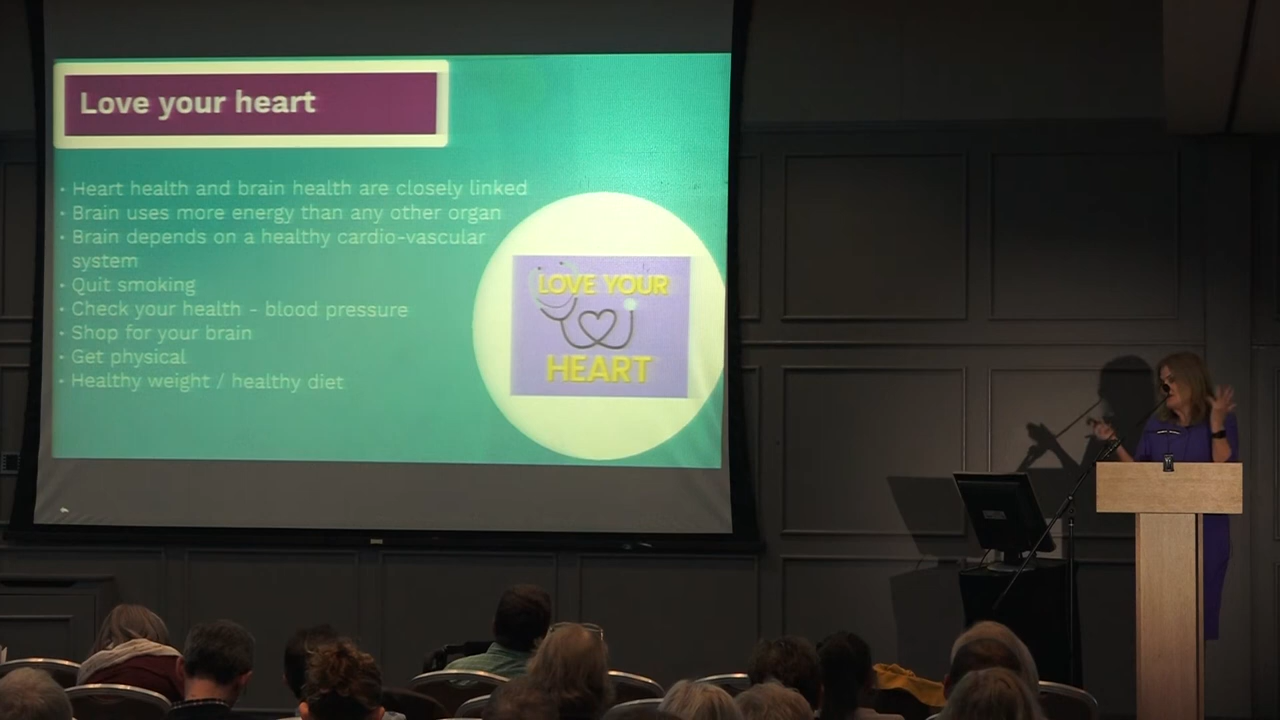 Love your heart
• Heart health and brain health are closely linked
• Brain uses more energy than any other organ
• Brain depends on a healthy cardio-vascular
system
• Quit smoking
• Check your health - blood pressure
• Shop for your brain
• Get physical
• Healthy weight / healthy diet
LOVE YOUR
HEART